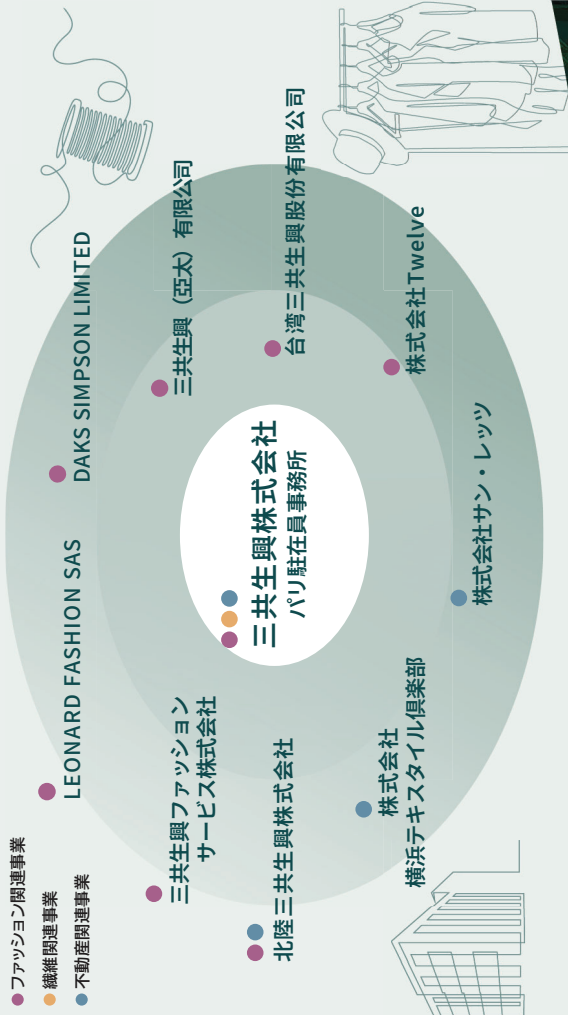 ファッション関連事業
繊維関連事業
不動産関連事業
LEONARD FASHION SAS
DAKS SIMPSON LIMITED
三共生興ファッション
サービス株式会社
三共生興（亞太）有限公司
三共生興株式会社
パリ駐在員事務所
北陸三共生興株式会社
台湾三共生興股份有限公司
株式会社
横浜テキスタイル倶楽部
株式会社Twelve
株式会社サン・レッツ